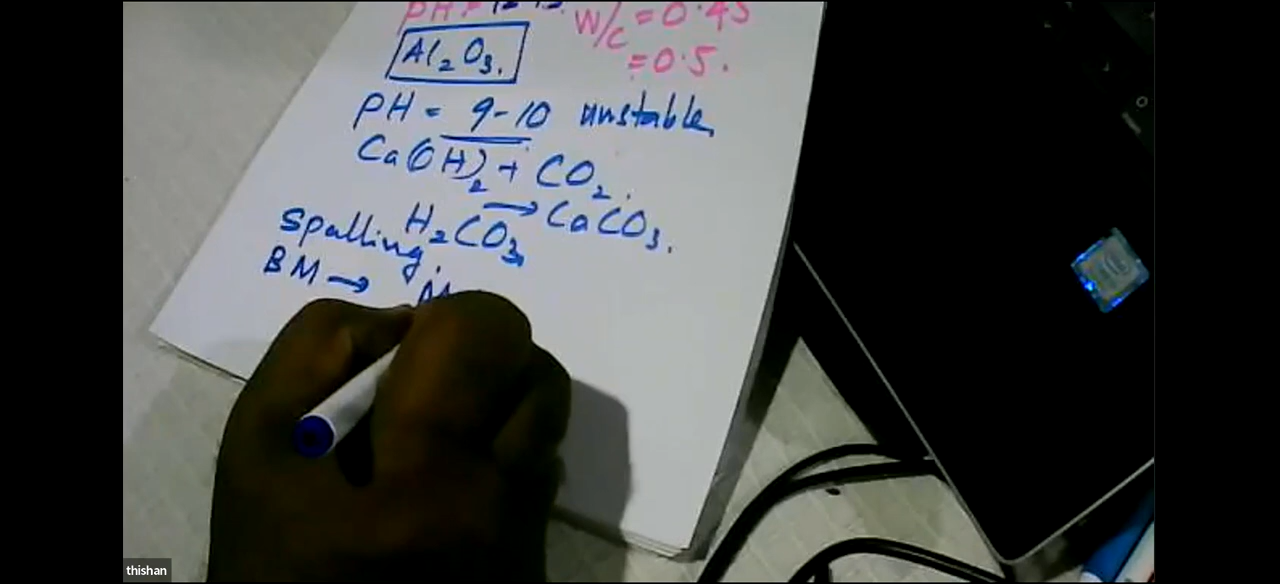 W/C = 0.45
= 0.5.
Al2O3.
PH = 9-10 unstable,
Ca(OH)2 + CO2.
H2CO3 → CaCO3.
Spalling.
BM →
thishan